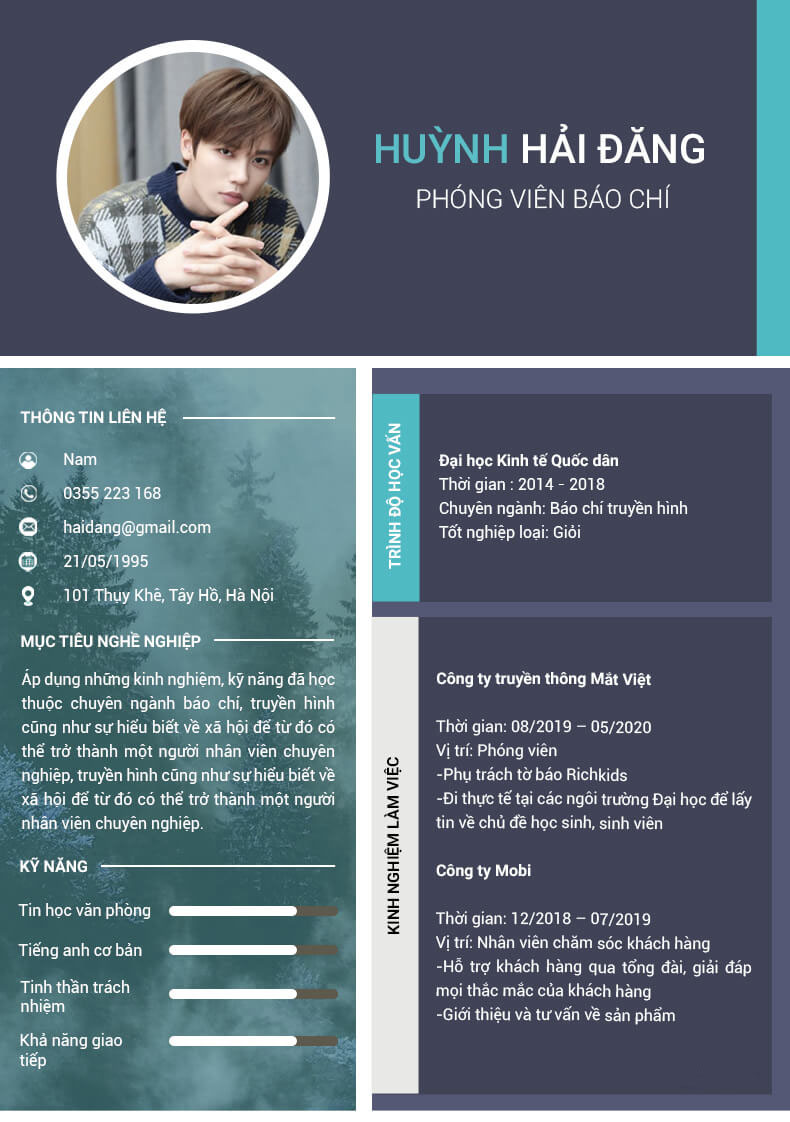 HUỲNH HẢI ĐĂNG
PHÓNG VIÊN BÁO CHÍ
THÔNG TIN LIÊN HỆ
Nam
0355 223 168
haidang@gmail.com
21/05/1995
101 Thụy Khê, Tây Hồ, Hà Nội
MỤC TIÊU NGHỀ NGHIỆP
Áp dụng những kinh nghiệm, kỹ năng đã học
thuộc chuyên ngành báo chí, truyền hình
cũng như sự hiểu biết về xã hội để từ đó có
thể trở thành một người nhân viên chuyên
nghiệp, truyền hình cũng như sự hiểu biết về
xã hội để từ đó có thể trở thành một người
nhân viên chuyên nghiệp.
KỸ NĂNG
Tin học văn phòng
Tiếng anh cơ bản
Tinh thần trách
nhiệm
Khả năng giao
tiếp
TRÌNH ĐỘ HỌC VẤN
Đại học Kinh tế Quốc dân
Thời gian : 2014 - 2018
Chuyên ngành: Báo chí truyền hình
Tốt nghiệp loại: Giỏi
KINH NGHIỆM LÀM VIỆC
Công ty truyền thông Mắt Việt
Thời gian: 08/2019 – 05/2020
Vị trí: Phóng viên
-Phụ trách tờ báo Richkids
-Đi thực tế tại các ngôi trường Đại học để lấy
tin về chủ đề học sinh, sinh viên
Công ty Mobi
Thời gian: 12/2018 – 07/2019
Vị trí: Nhân viên chăm sóc khách hàng
-Hỗ trợ khách hàng qua tổng đài, giải đáp
mọi thắc mắc của khách hàng
-Giới thiệu và tư vấn về sản phẩm